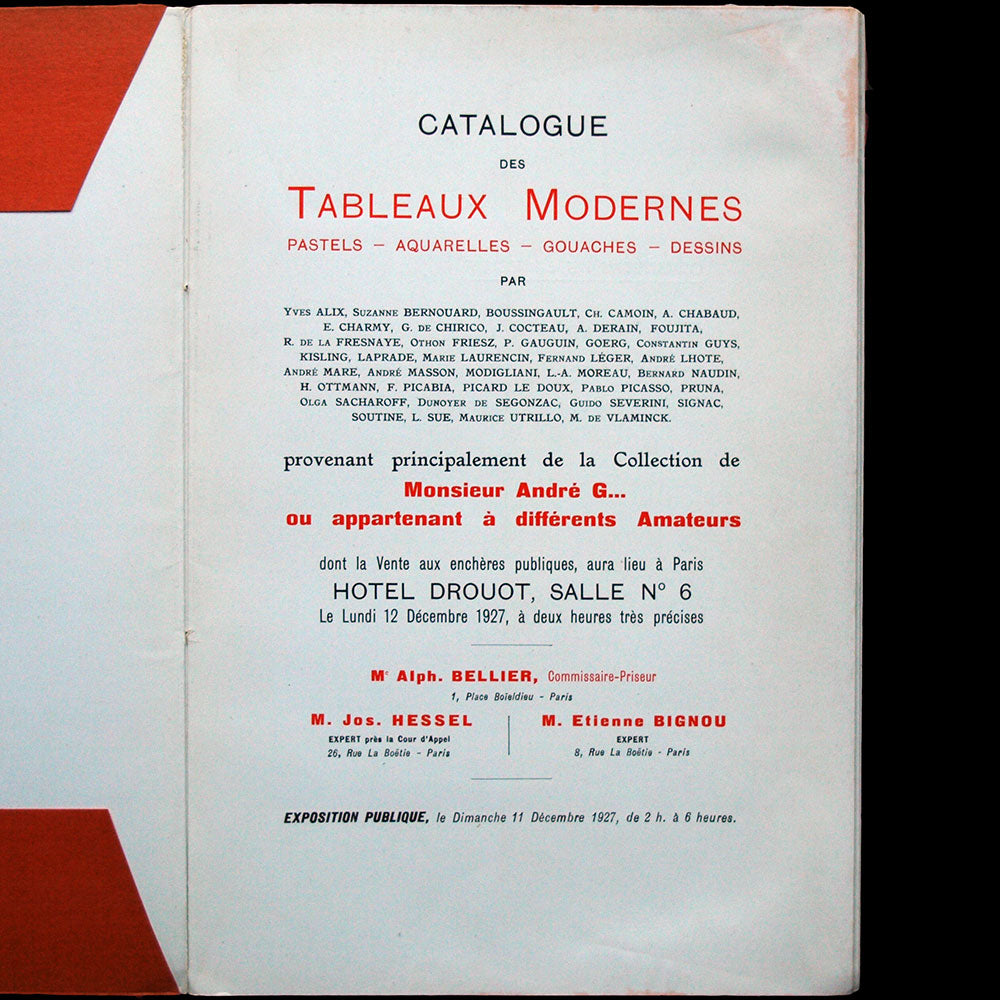 CATALOGUE
DES
TABLEAUX MODERNES
PASTELS – AQUARELLES – GOUACHES – DESSINS
PAR
YVES ALIX, SUZANNE BERNOUARD, BOUSSINGAULT, CH. CAMOIN, A. CHABAUD,
E. CHARMY, G. DE CHIRICO, J. COCTEAU, A. DERAIN, FOUJITA,
R. DE LA FRESNAYE, OTHON FRIESZ, P. GAUGUIN, GOERG, CONSTANTIN GUYS,
KISLING, LAPRADE, MARIE LAURENCIN, FERNAND LÉGER, ANDRÉ LHOTE,
ANDRÉ MARE, ANDRÉ MASSON, MODIGLIANI, L.-A. MOREAU, BERNARD NAUDIN,
H. OTTMANN, F. PICABIA, PICARD LE DOUX, PABLO PICASSO, PRUNA,
OLGA SACHAROFF, DUNOYER DE SEGONZAC, GUIDO SEVERINI, SIGNAC,
SOUTINE, L. SUE, MAURICE UTRILLO, M. DE VLAMINCK.
provenant principalement de la Collection de
Monsieur André G...
ou appartenant à différents Amateurs
dont la Vente aux enchères publiques, aura lieu à Paris
HOTEL DROUOT, SALLE Nº 6
Le Lundi 12 Décembre 1927, à deux heures très précises
Mᵉ Alph. BELLIER, Commissaire-Priseur
1, Place Boïeldieu - Paris
M. Jos. HESSEL
EXPERT près la Cour d'Appel
26, Rue La Boëtie - Paris
M. Etienne BIGNOU
EXPERT
8, Rue La Boëtie - Paris
EXPOSITION PUBLIQUE, le Dimanche 11 Décembre 1927, de 2 h. à 6 heures.